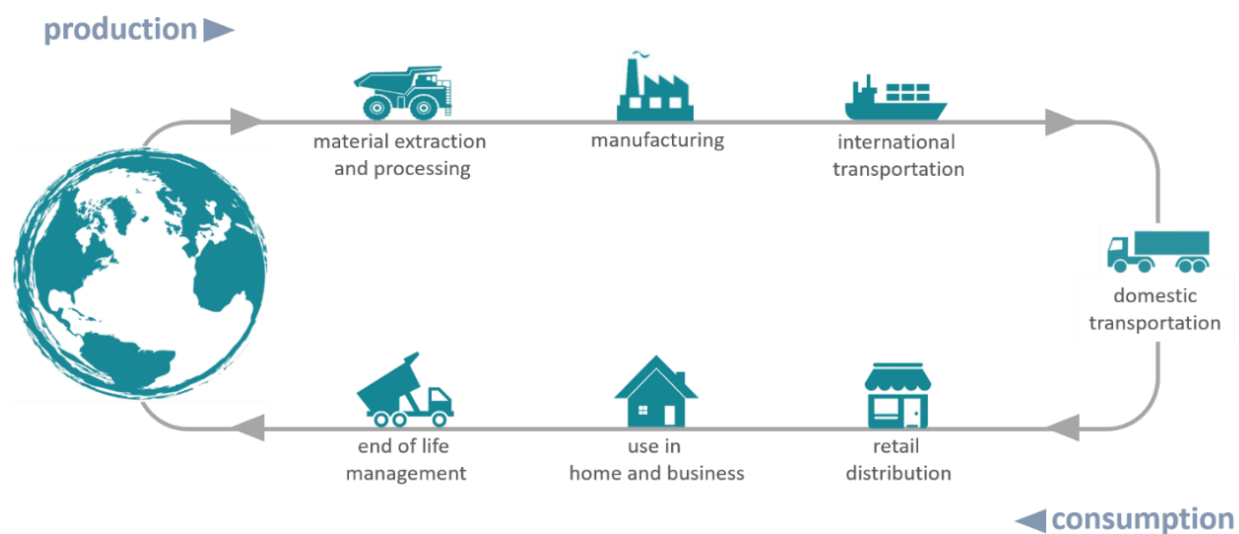 production
material extraction
and processing
manufacturing
international
transportation
domestic
transportation
end of life
management
use in
home and business
retail
distribution
consumption